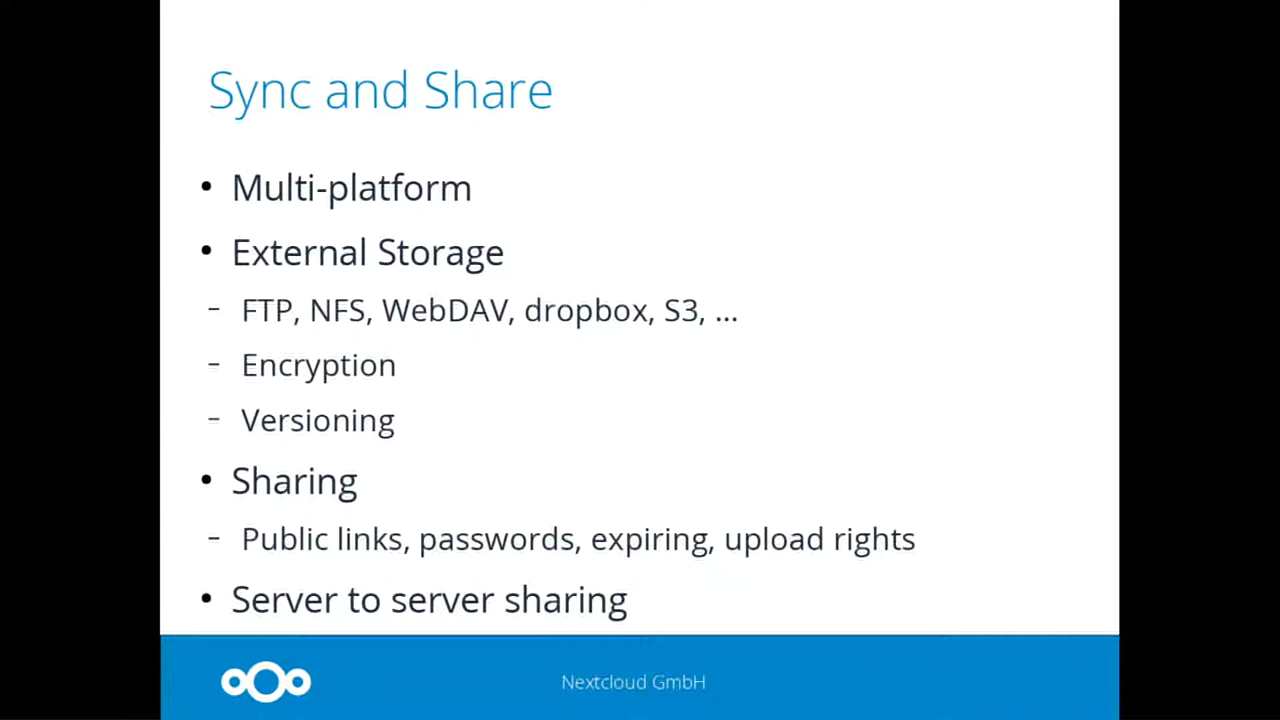 Sync and Share
• Multi-platform
• External Storage
– FTP, NFS, WebDAV, dropbox, S3, ...
– Encryption
– Versioning
• Sharing
– Public links, passwords, expiring, upload rights
• Server to server sharing
Nextcloud GmbH